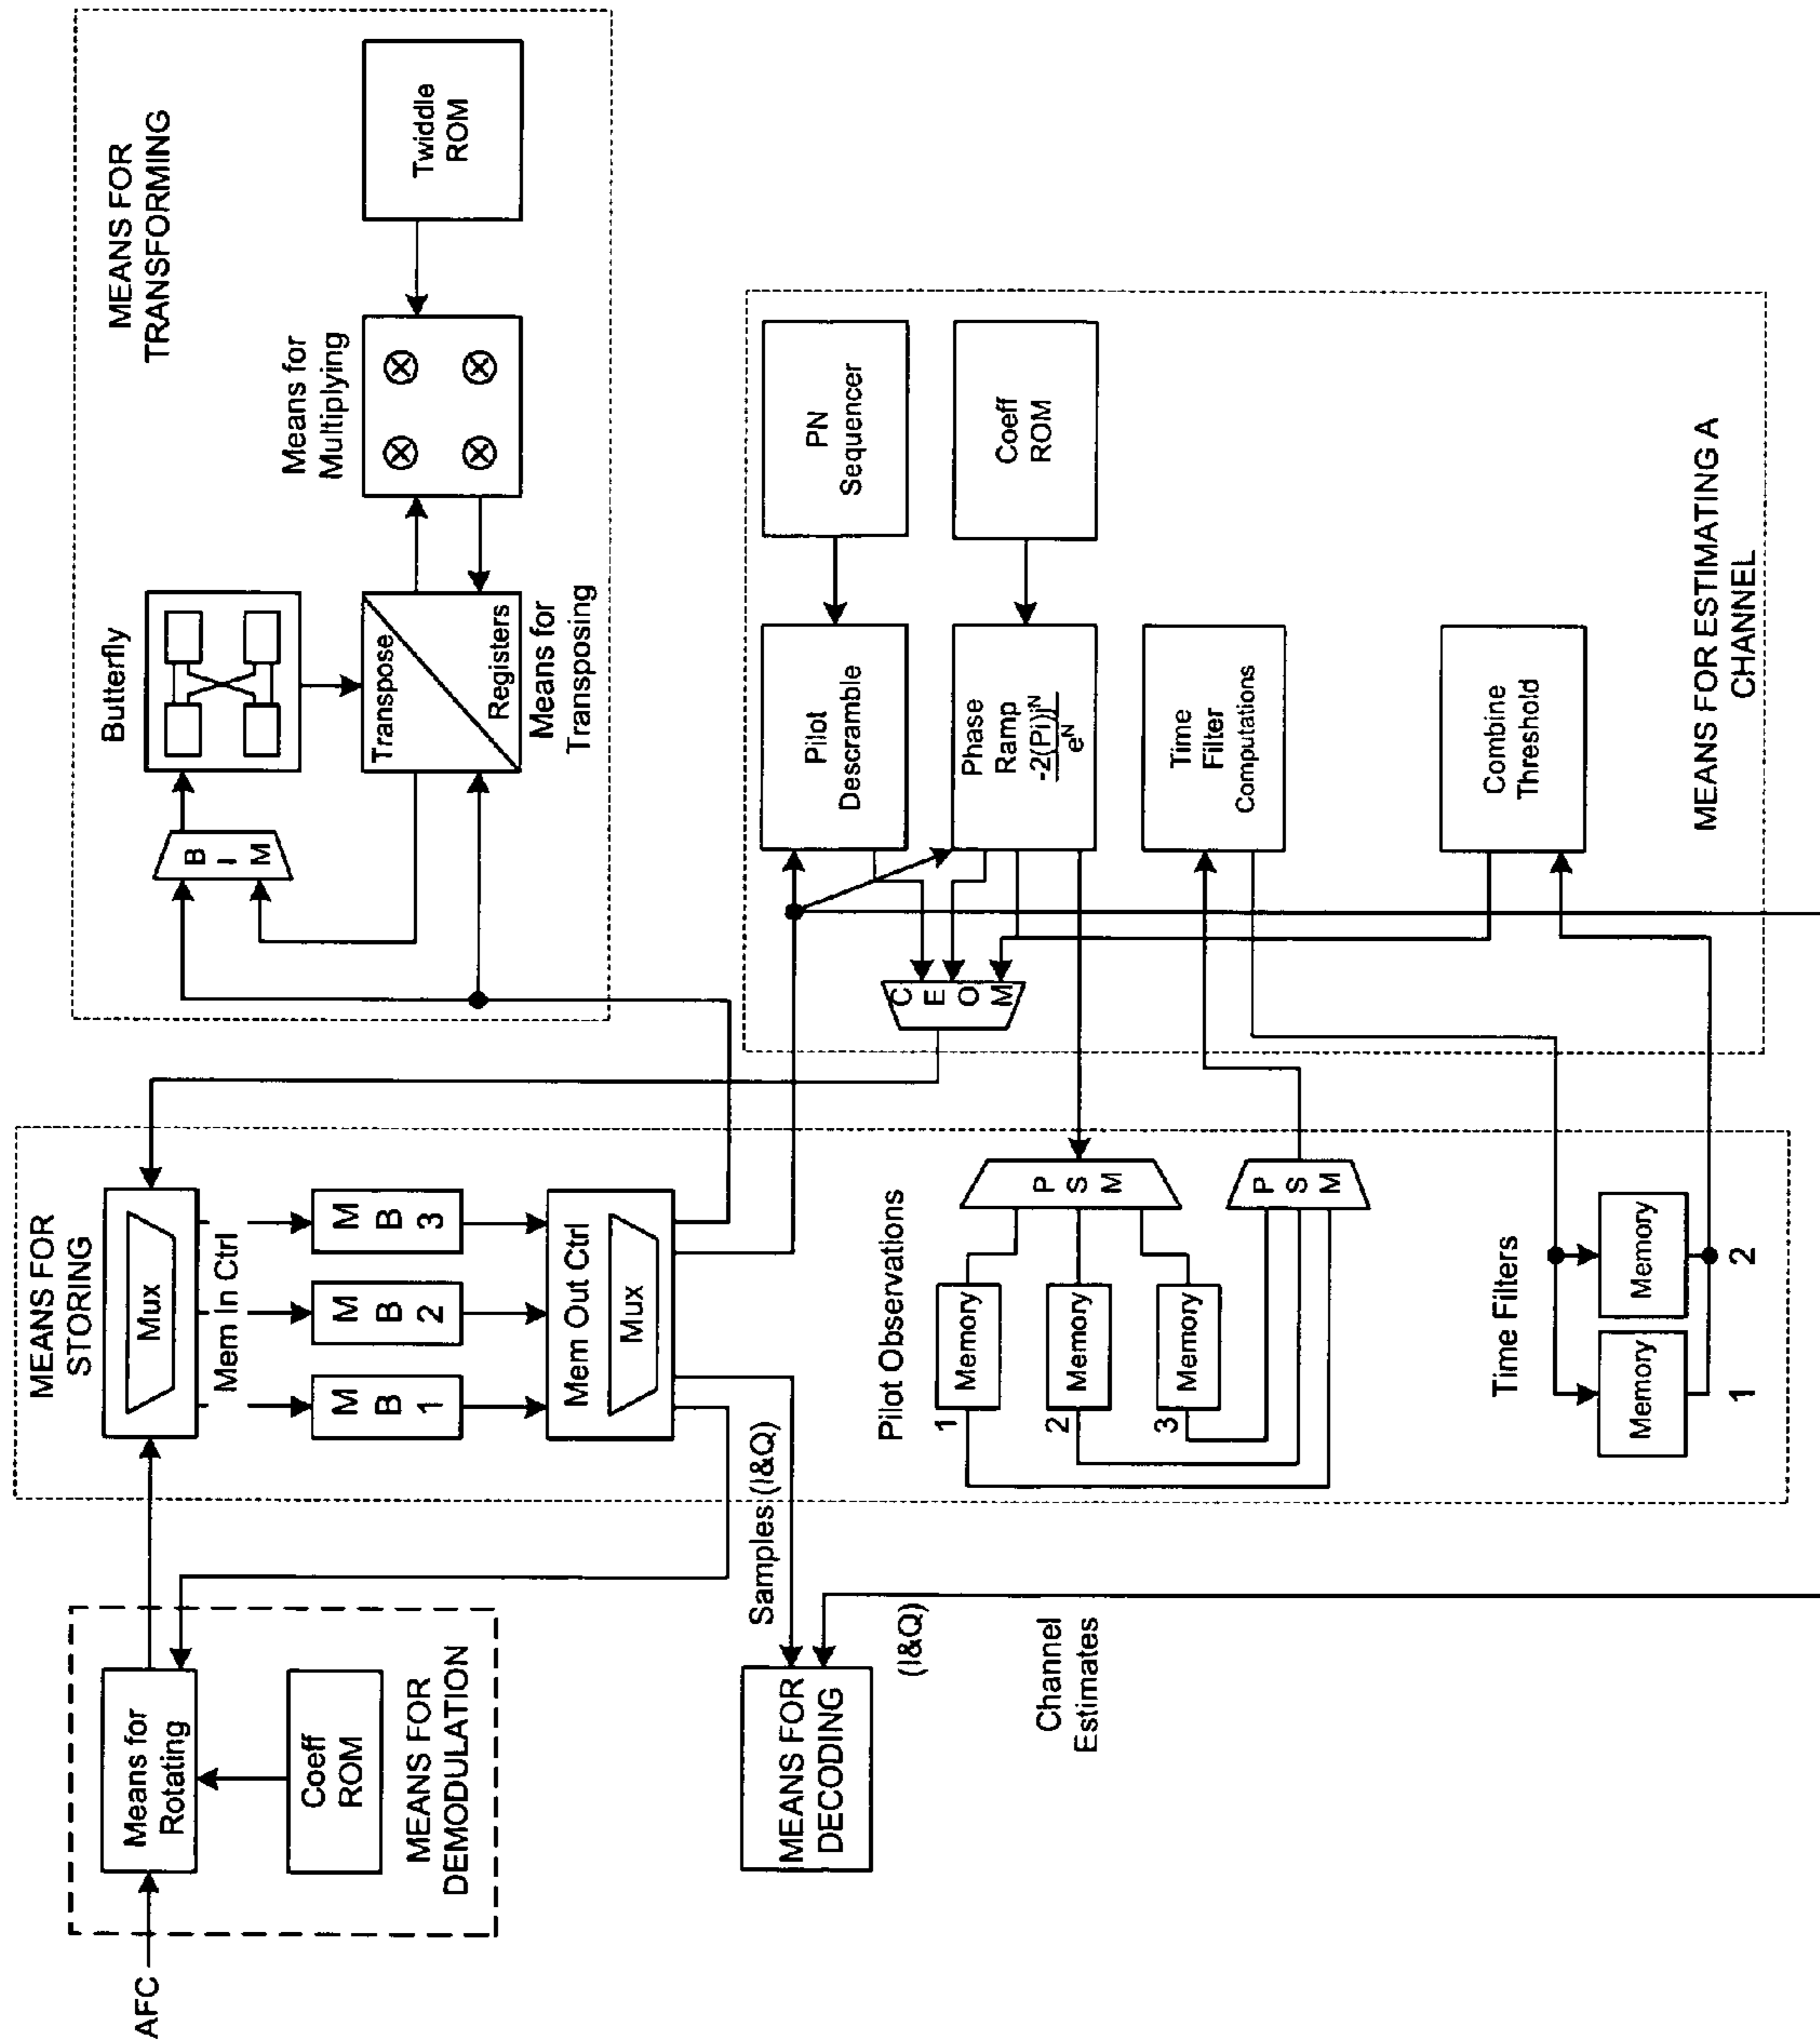 AFC
Means for
Rotating
Coeff
ROM
MEANS FOR
DEMODULATION
MEANS FOR
STORING
Mux
Mem In Ctrl
M B 1
M B 2
M B 3
Mem Out Ctrl
Mux
Samples (I&Q)
MEANS FOR
DECODING
(I&Q)
Channel
Estimates
Pilot Observations
1
Memory
2
Memory
3
Memory
P S M
P S M
Time Filters
Memory
1
Memory
2
MEANS FOR
TRANSFORMING
B I M
Butterfly
Transpose
Registers
Means for
Transposing
Means for
Multiplying
Twiddle
ROM
C E O M
Pilot
Descramble
PN
Sequencer
Phase
Ramp
-2(Pi)j^N
e^N
Coeff
ROM
Time
Filter
Computations
Combine
Threshold
MEANS FOR ESTIMATING A
CHANNEL